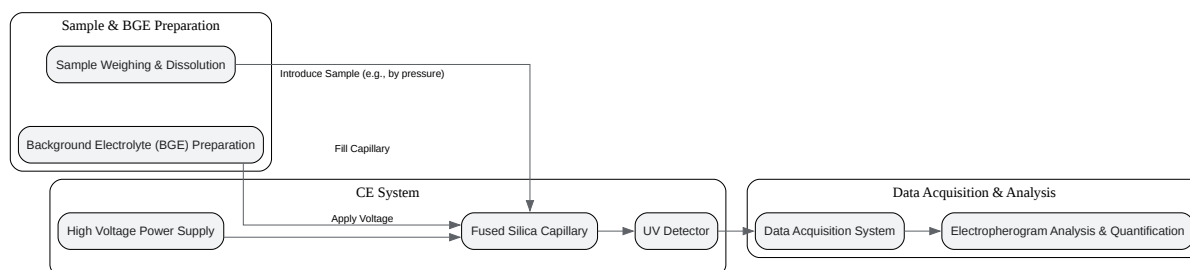 Sample & BGE Preparation
Sample Weighing & Dissolution
Introduce Sample (e.g., by pressure)
Background Electrolyte (BGE) Preparation
Fill Capillary
CE System
Data Acquisition & Analysis
Apply Voltage
High Voltage Power Supply
Fused Silica Capillary
UV Detector
Data Acquisition System
Electropherogram Analysis & Quantification